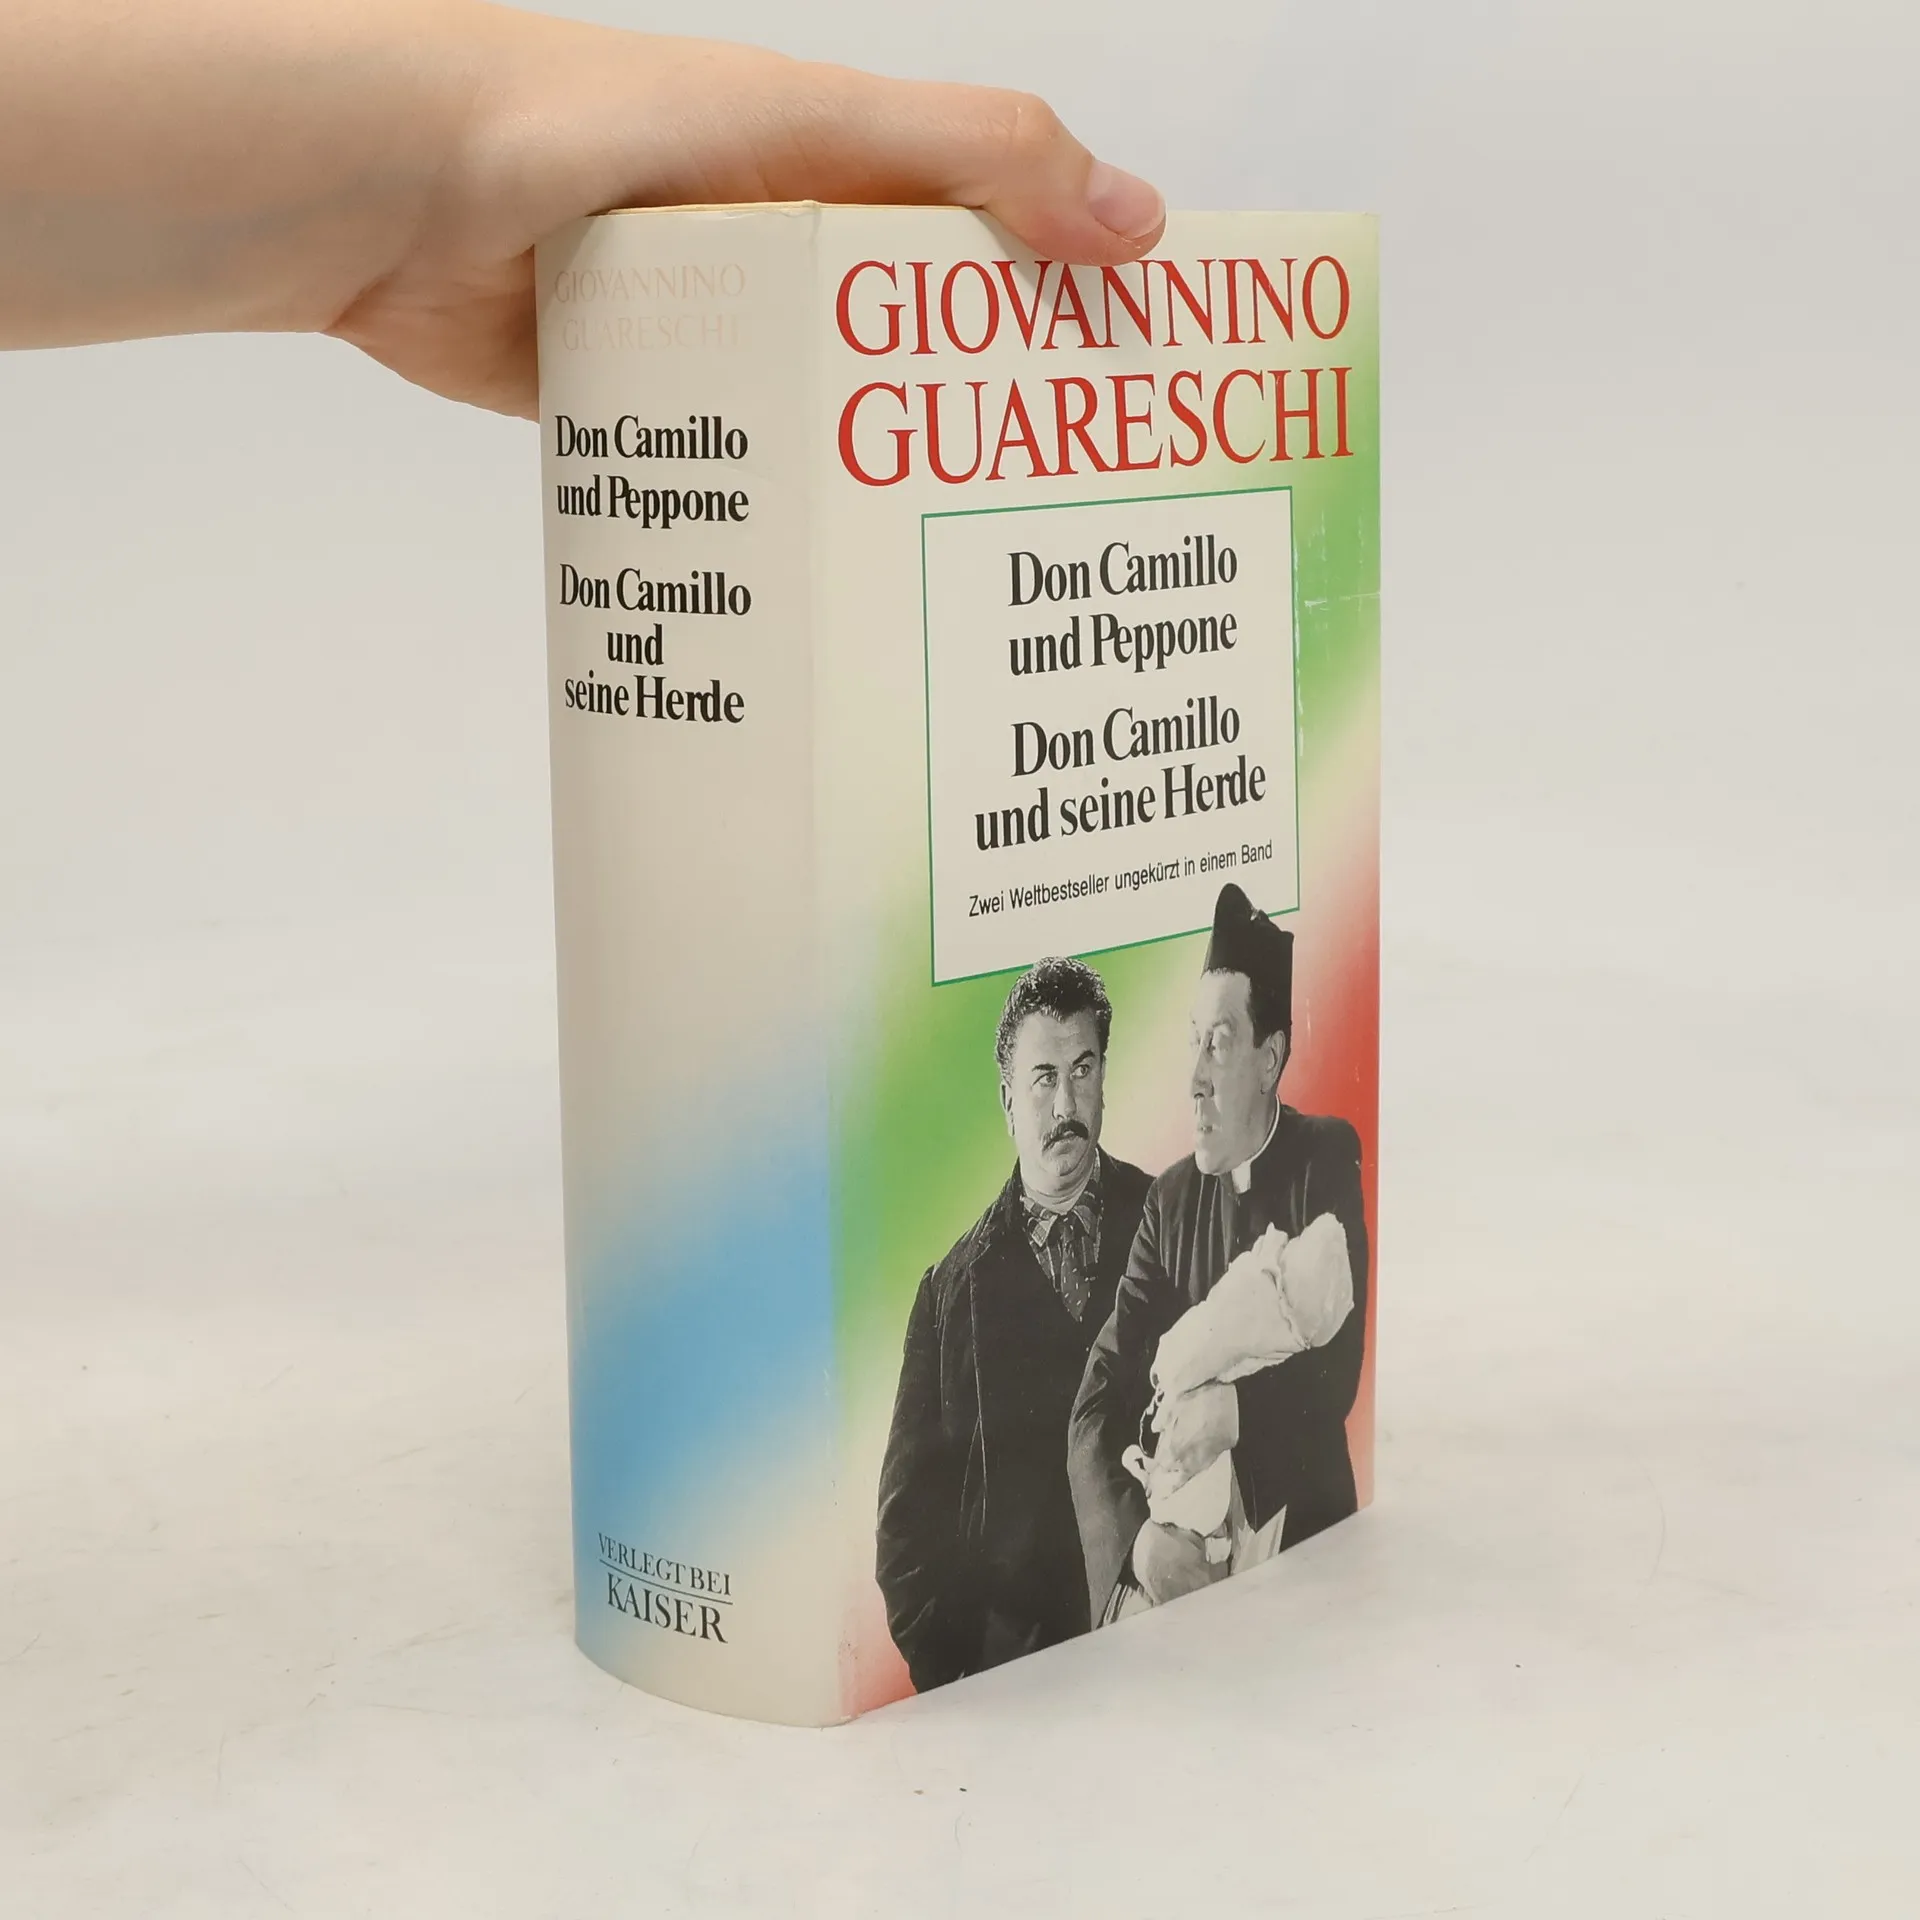 GIOVANNINO
GUARESCHI
Don Camillo
und Peppone
Don Camillo
und
seine Herde
VERLEGT BEI
KAISER
GIOVANNINO
GUARESCHI
Don Camillo
und Peppone
Don Camillo
und seine Herde
Zwei Weltbestseller ungekürzt in einem Band